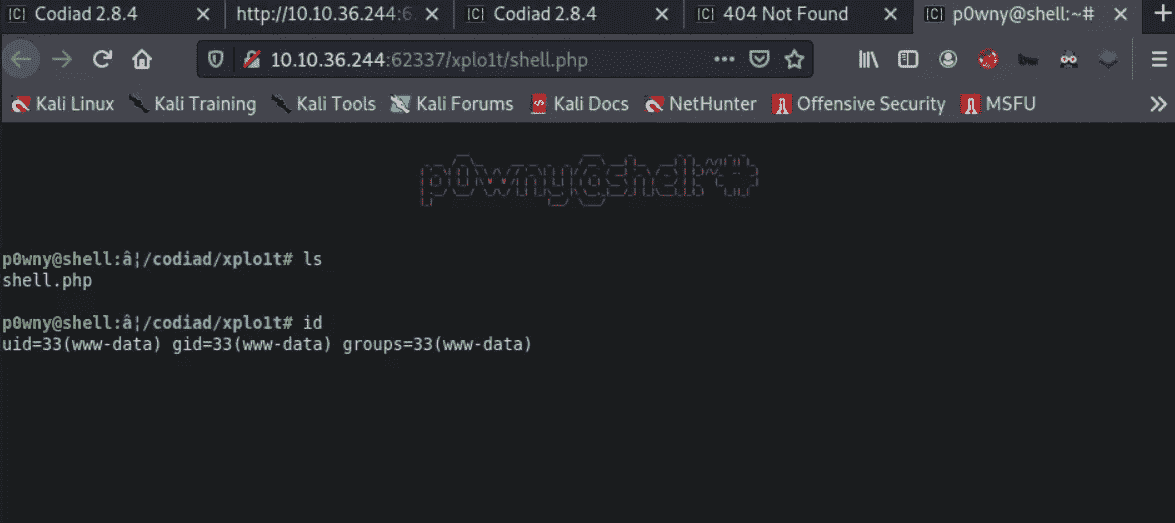 Codiad 2.8.4
http://10.10.36.244:6
Codiad 2.8.4
404 Not Found
p0wny@shell:~#
10.10.36.244:62337/xplo1t/shell.php
Kali Linux
Kali Training
Kali Tools
Kali Forums
Kali Docs
NetHunter
Offensive Security
MSFU
p0wny@shell:~#
p0wny@shell:â¦/codiad/xplo1t# ls
shell.php
p0wny@shell:â¦/codiad/xplo1t# id
uid=33(www-data) gid=33(www-data) groups=33(www-data)